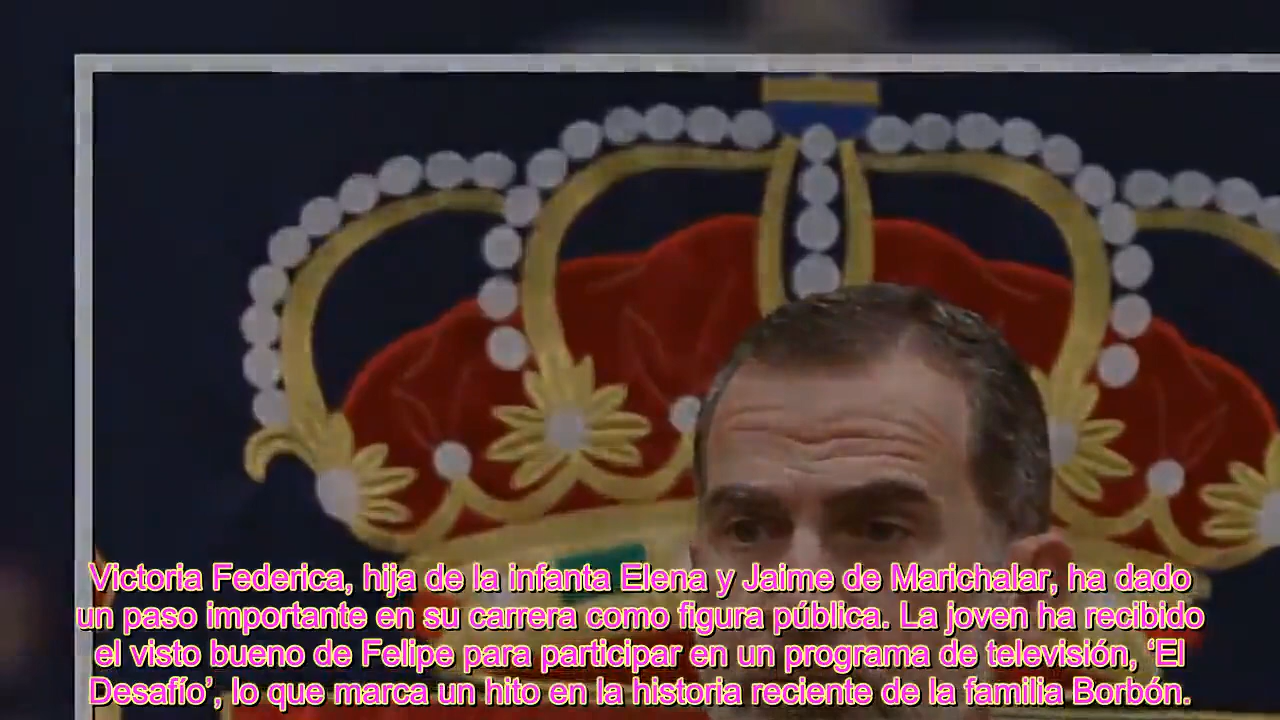 Victoria Federica, hija de la infanta Elena y Jaime de Marichalar, ha dado
un paso importante en su carrera como figura pública. La joven ha recibido
el visto bueno de Felipe para participar en un programa de televisión, ‘El
Desafío’, lo que marca un hito en la historia reciente de la familia Borbón.